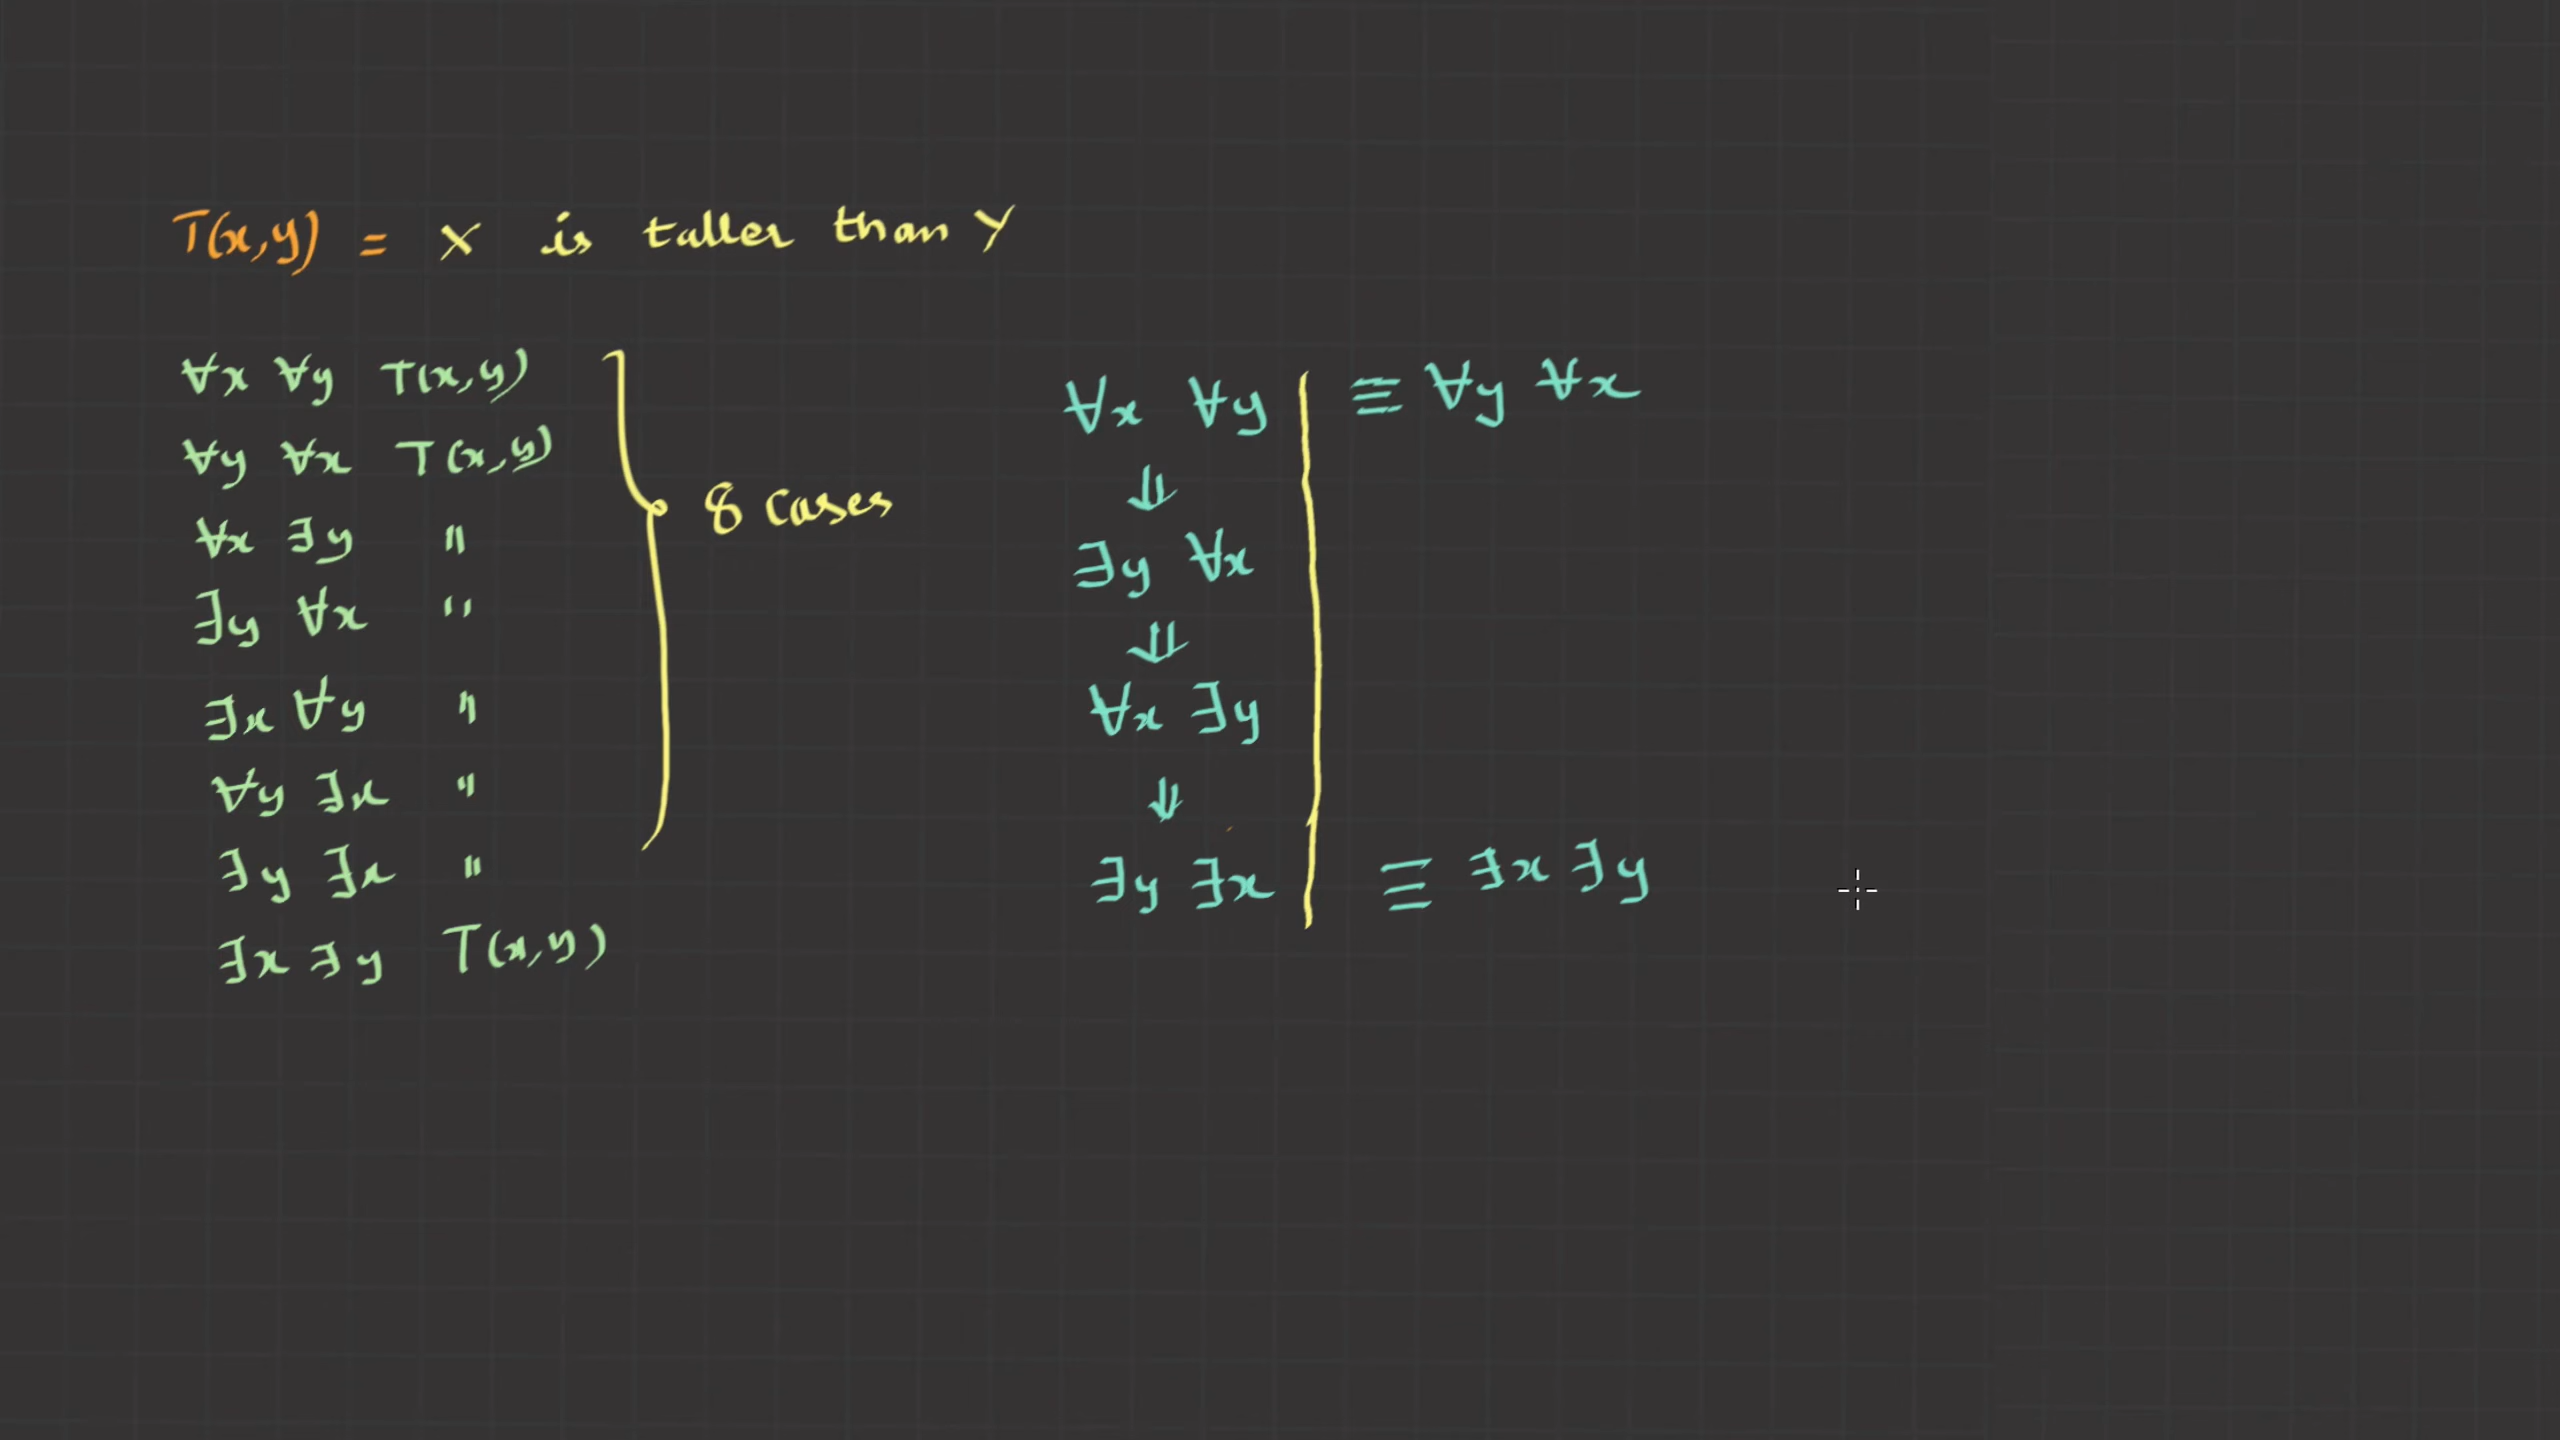 T(x,y) = X is taller than Y
∀x ∀y T(x,y)
∀y ∀x T(x,y)
∀x ∃y "
∃y ∀x "
∃x ∀y "
∀y ∃x "
∃y ∃x "
∃x ∃y T(x,y)
8 cases
∀x ∀y ≡ ∀y ∀x
⇓
∃y ∀x
⇓
∀x ∃y
⇓
∃y ∃x ≡ ∃x ∃y